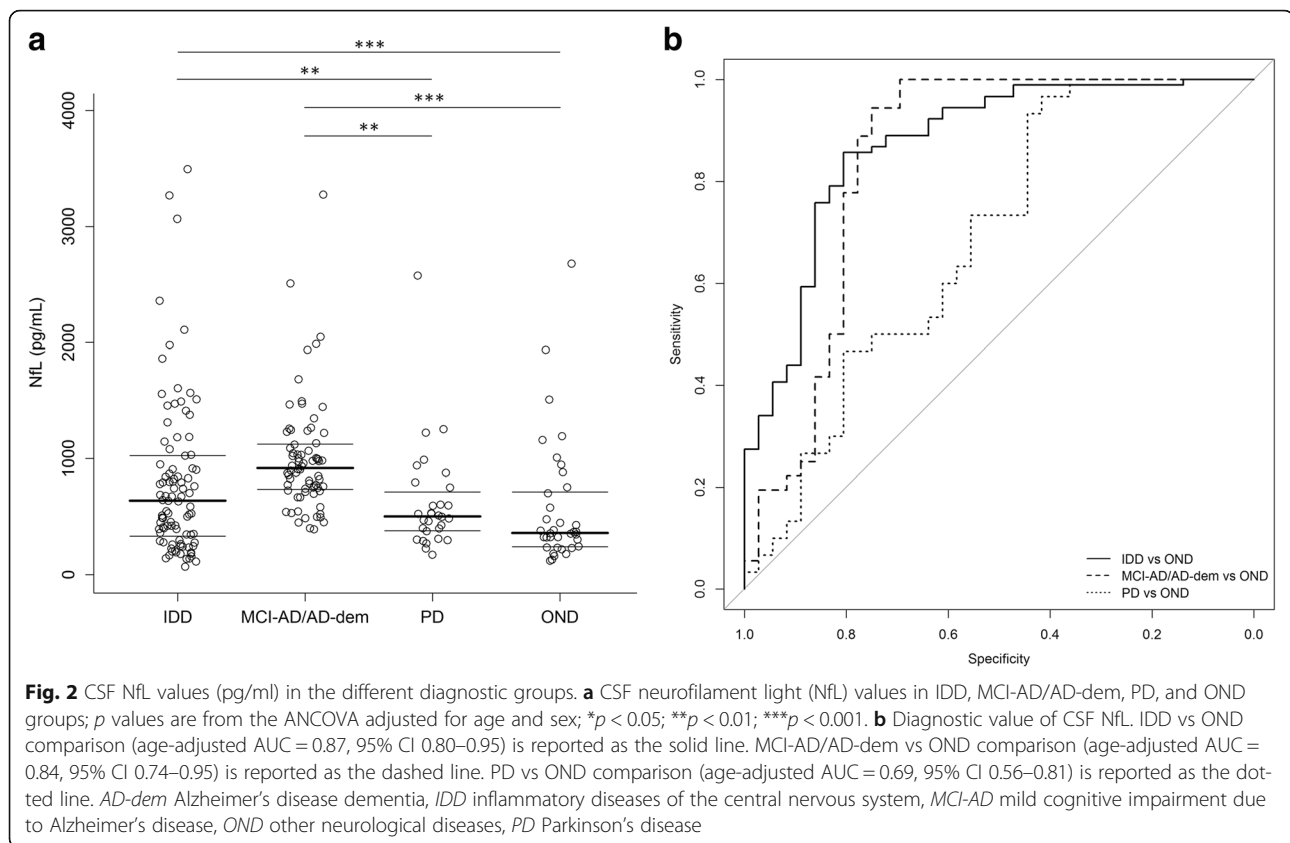 a
***
**
***
**
4000
3000
2000
1000
0
NfL (pg/mL)
IDD MCI-AD/AD-dem PD OND
b
1.0
0.8
0.6
0.4
0.2
0.0
Sensitivity
IDD vs OND
MCI-AD/AD-dem vs OND
PD vs OND
1.0 0.8 0.6 0.4 0.2 0.0
Specificity
Fig. 2 CSF NfL values (pg/ml) in the different diagnostic groups. a CSF neurofilament light (NfL) values in IDD, MCI-AD/AD-dem, PD, and OND
groups; p values are from the ANCOVA adjusted for age and sex; *p < 0.05; **p < 0.01; ***p < 0.001. b Diagnostic value of CSF NfL. IDD vs OND
comparison (age-adjusted AUC = 0.87, 95% CI 0.80–0.95) is reported as the solid line. MCI-AD/AD-dem vs OND comparison (age-adjusted AUC =
0.84, 95% CI 0.74–0.95) is reported as the dashed line. PD vs OND comparison (age-adjusted AUC = 0.69, 95% CI 0.56–0.81) is reported as the dot-
ted line. AD-dem Alzheimer's disease dementia, IDD inflammatory diseases of the central nervous system, MCI-AD mild cognitive impairment due
to Alzheimer's disease, OND other neurological diseases, PD Parkinson's disease